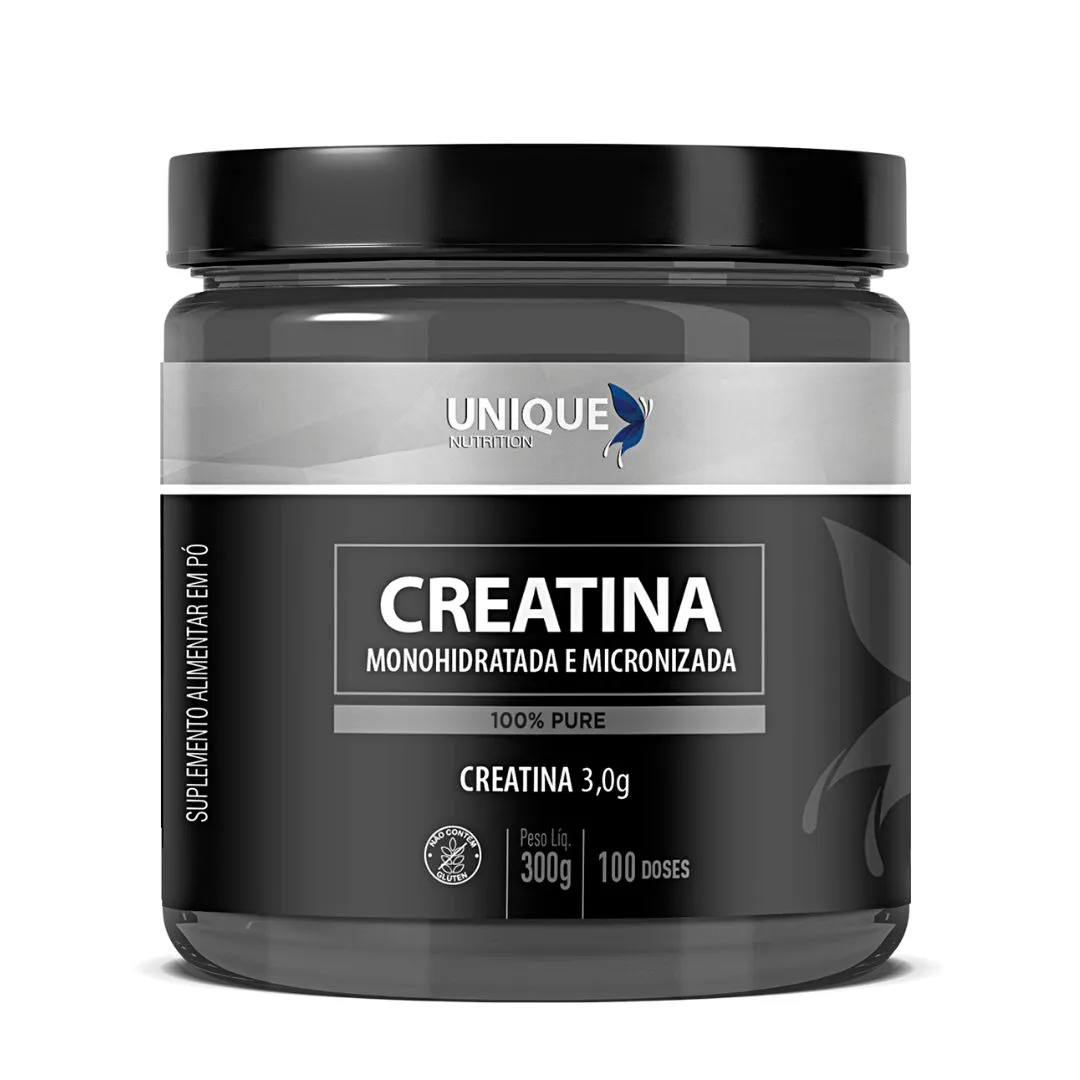 UNIQUE
NUTRITION
SUPLEMENTO ALIMENTAR EM PÓ
CREATINA
MONOHIDRATADA E MICRONIZADA
100% PURE
CREATINA 3,0g
NÃO CONTÉM
GLÚTEN
Peso Líq.
300g
100 DOSES